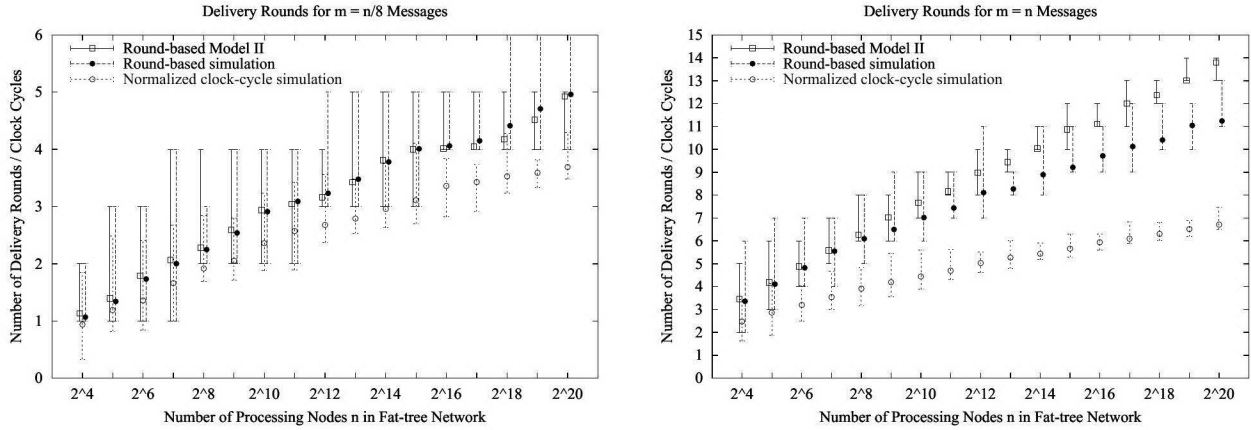 Delivery Rounds for m = n/8 Messages
Number of Delivery Rounds / Clock Cycles
6
5
4
3
2
1
0
Round-based Model II
Round-based simulation
Normalized clock-cycle simulation
2^4 2^6 2^8 2^10 2^12 2^14 2^16 2^18 2^20
Number of Processing Nodes n in Fat-tree Network
Delivery Rounds for m = n Messages
Number of Delivery Rounds / Clock Cycles
15
14
13
12
11
10
9
8
7
6
5
4
3
2
1
0
Round-based Model II
Round-based simulation
Normalized clock-cycle simulation
2^4 2^6 2^8 2^10 2^12 2^14 2^16 2^18 2^20
Number of Processing Nodes n in Fat-tree Network